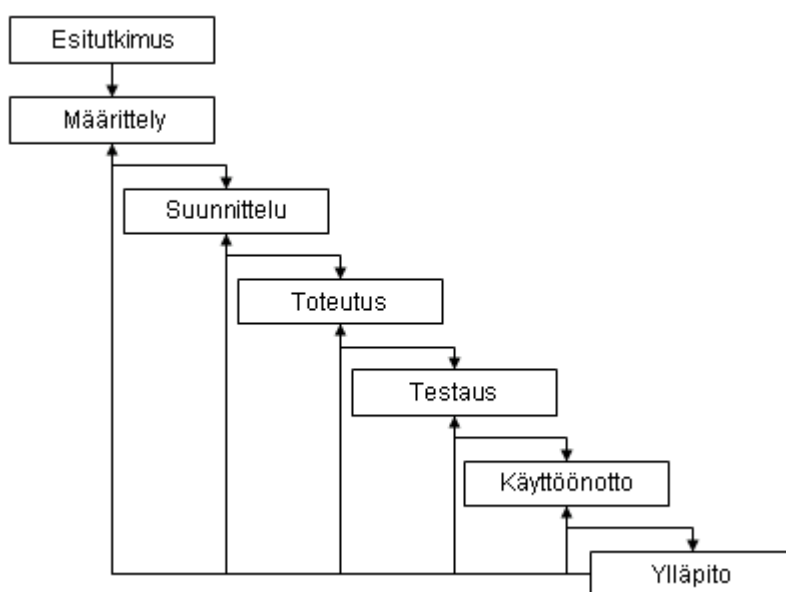 Esitutkimus
Määrittely
Suunnittelu
Toteutus
Testaus
Käyttöönotto
Ylläpito